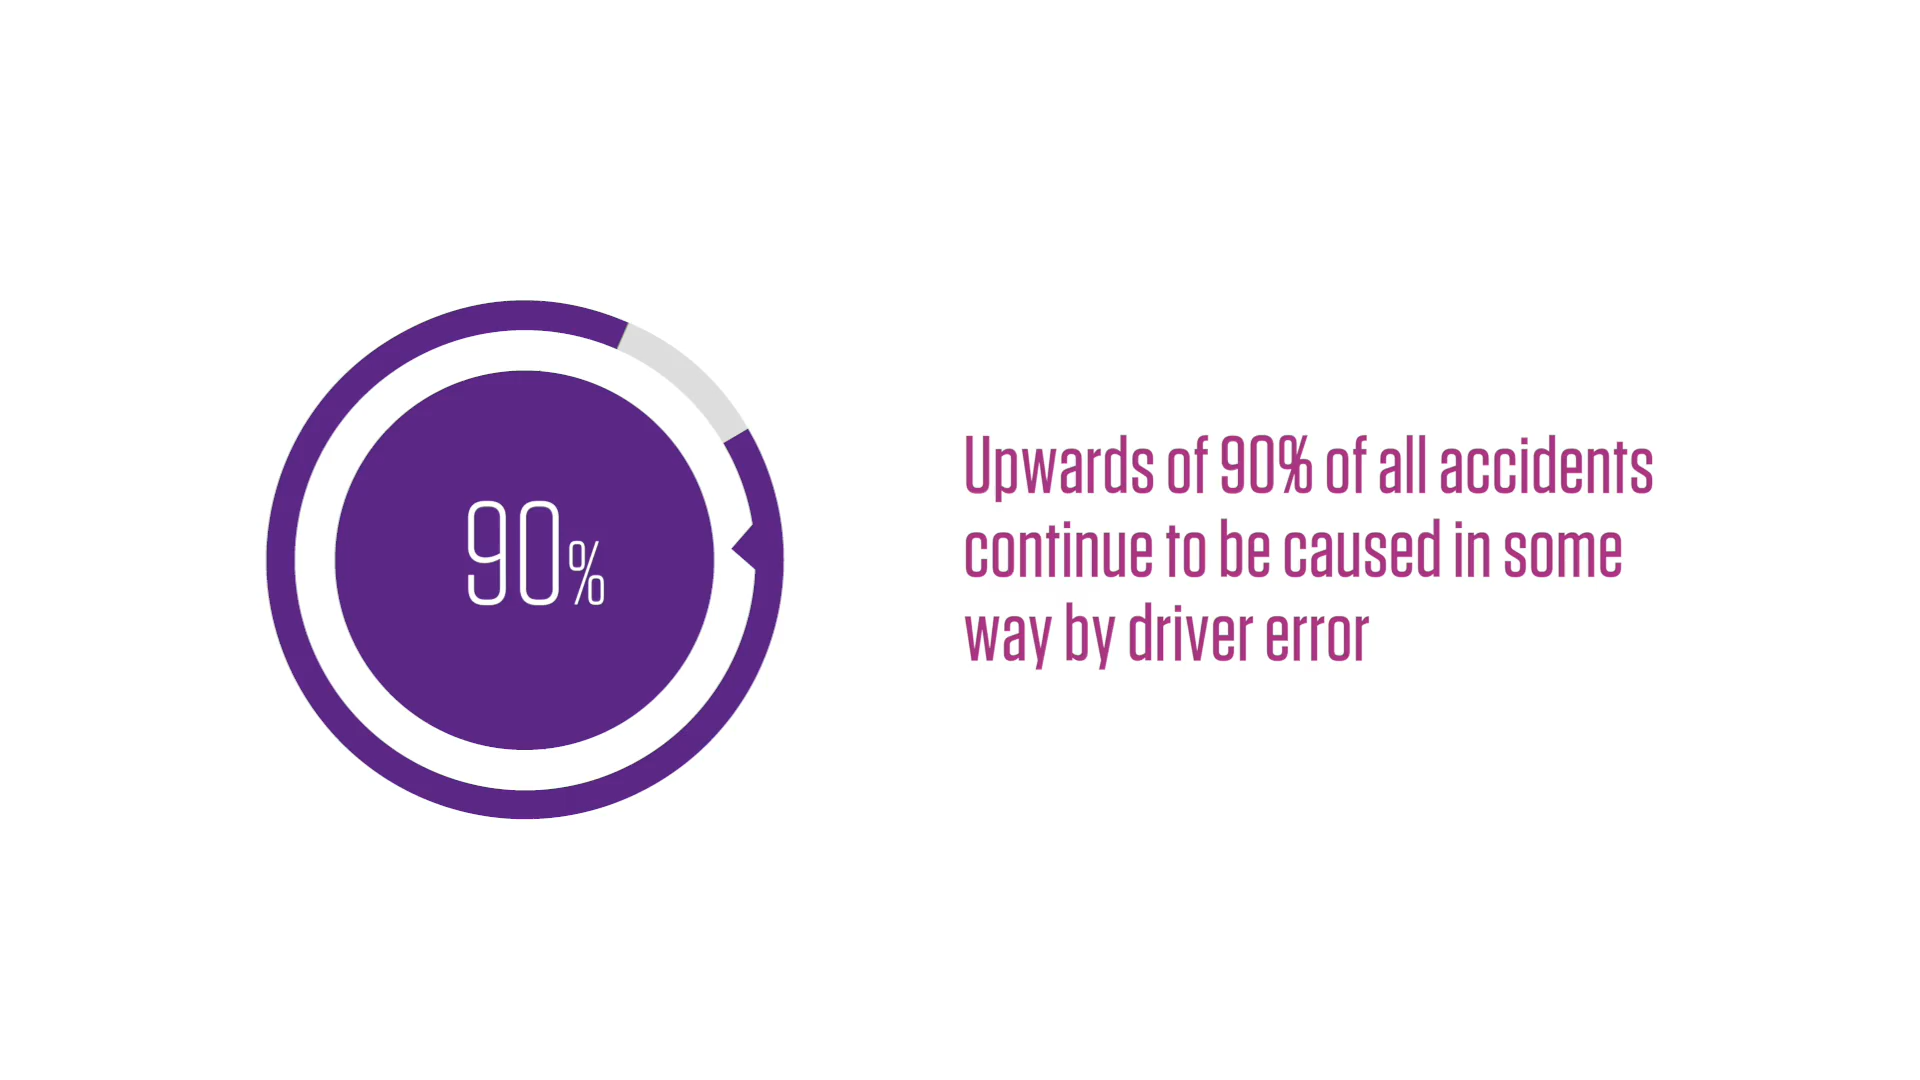 90%
Upwards of 90% of all accidents
continue to be caused in some
way by driver error